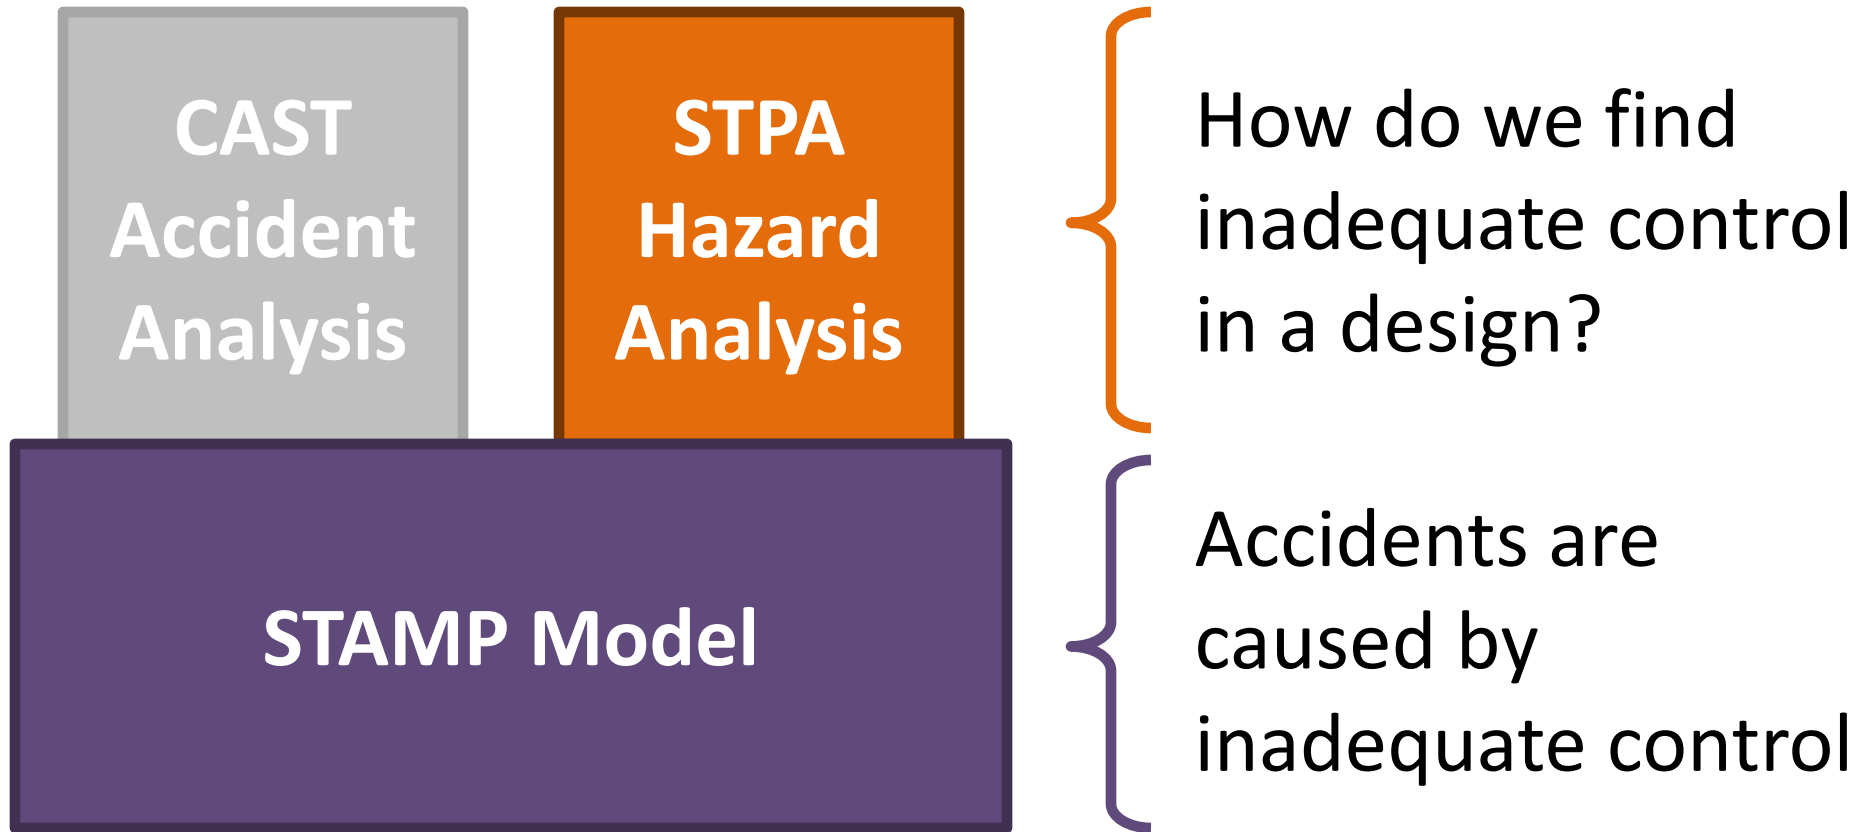 CAST
Accident
Analysis
STPA
Hazard
Analysis
How do we find
inadequate control
in a design?
STAMP Model
Accidents are
caused by
inadequate control